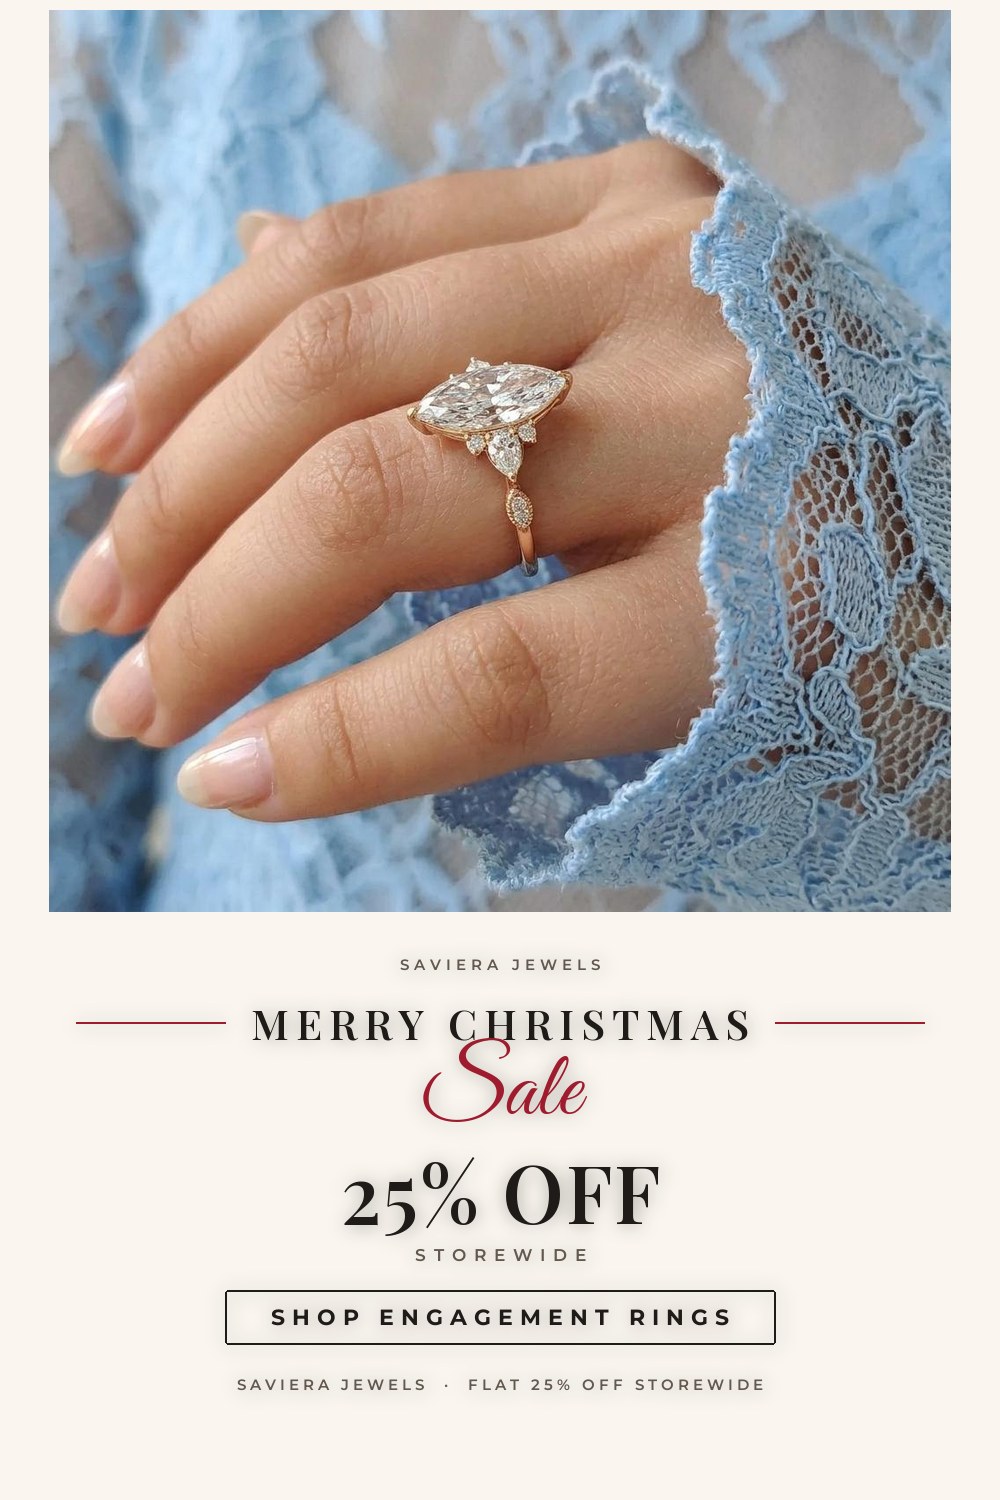 SAVIERA JEWELS
MERRY CHRISTMAS
Sale
25% OFF
STOREWIDE
SHOP ENGAGEMENT RINGS
SAVIERA JEWELS · FLAT 25% OFF STOREWIDE